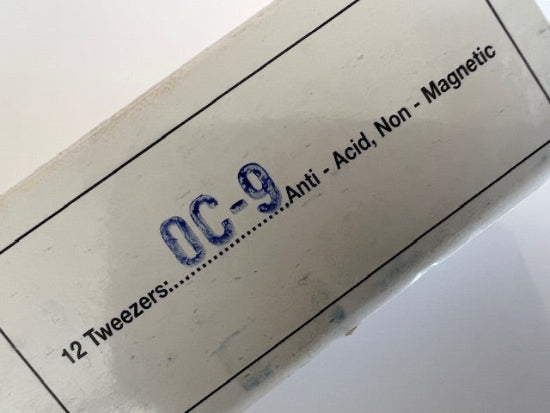 12 Tweezers:..................Anti - Acid, Non - Magnetic
OC-9